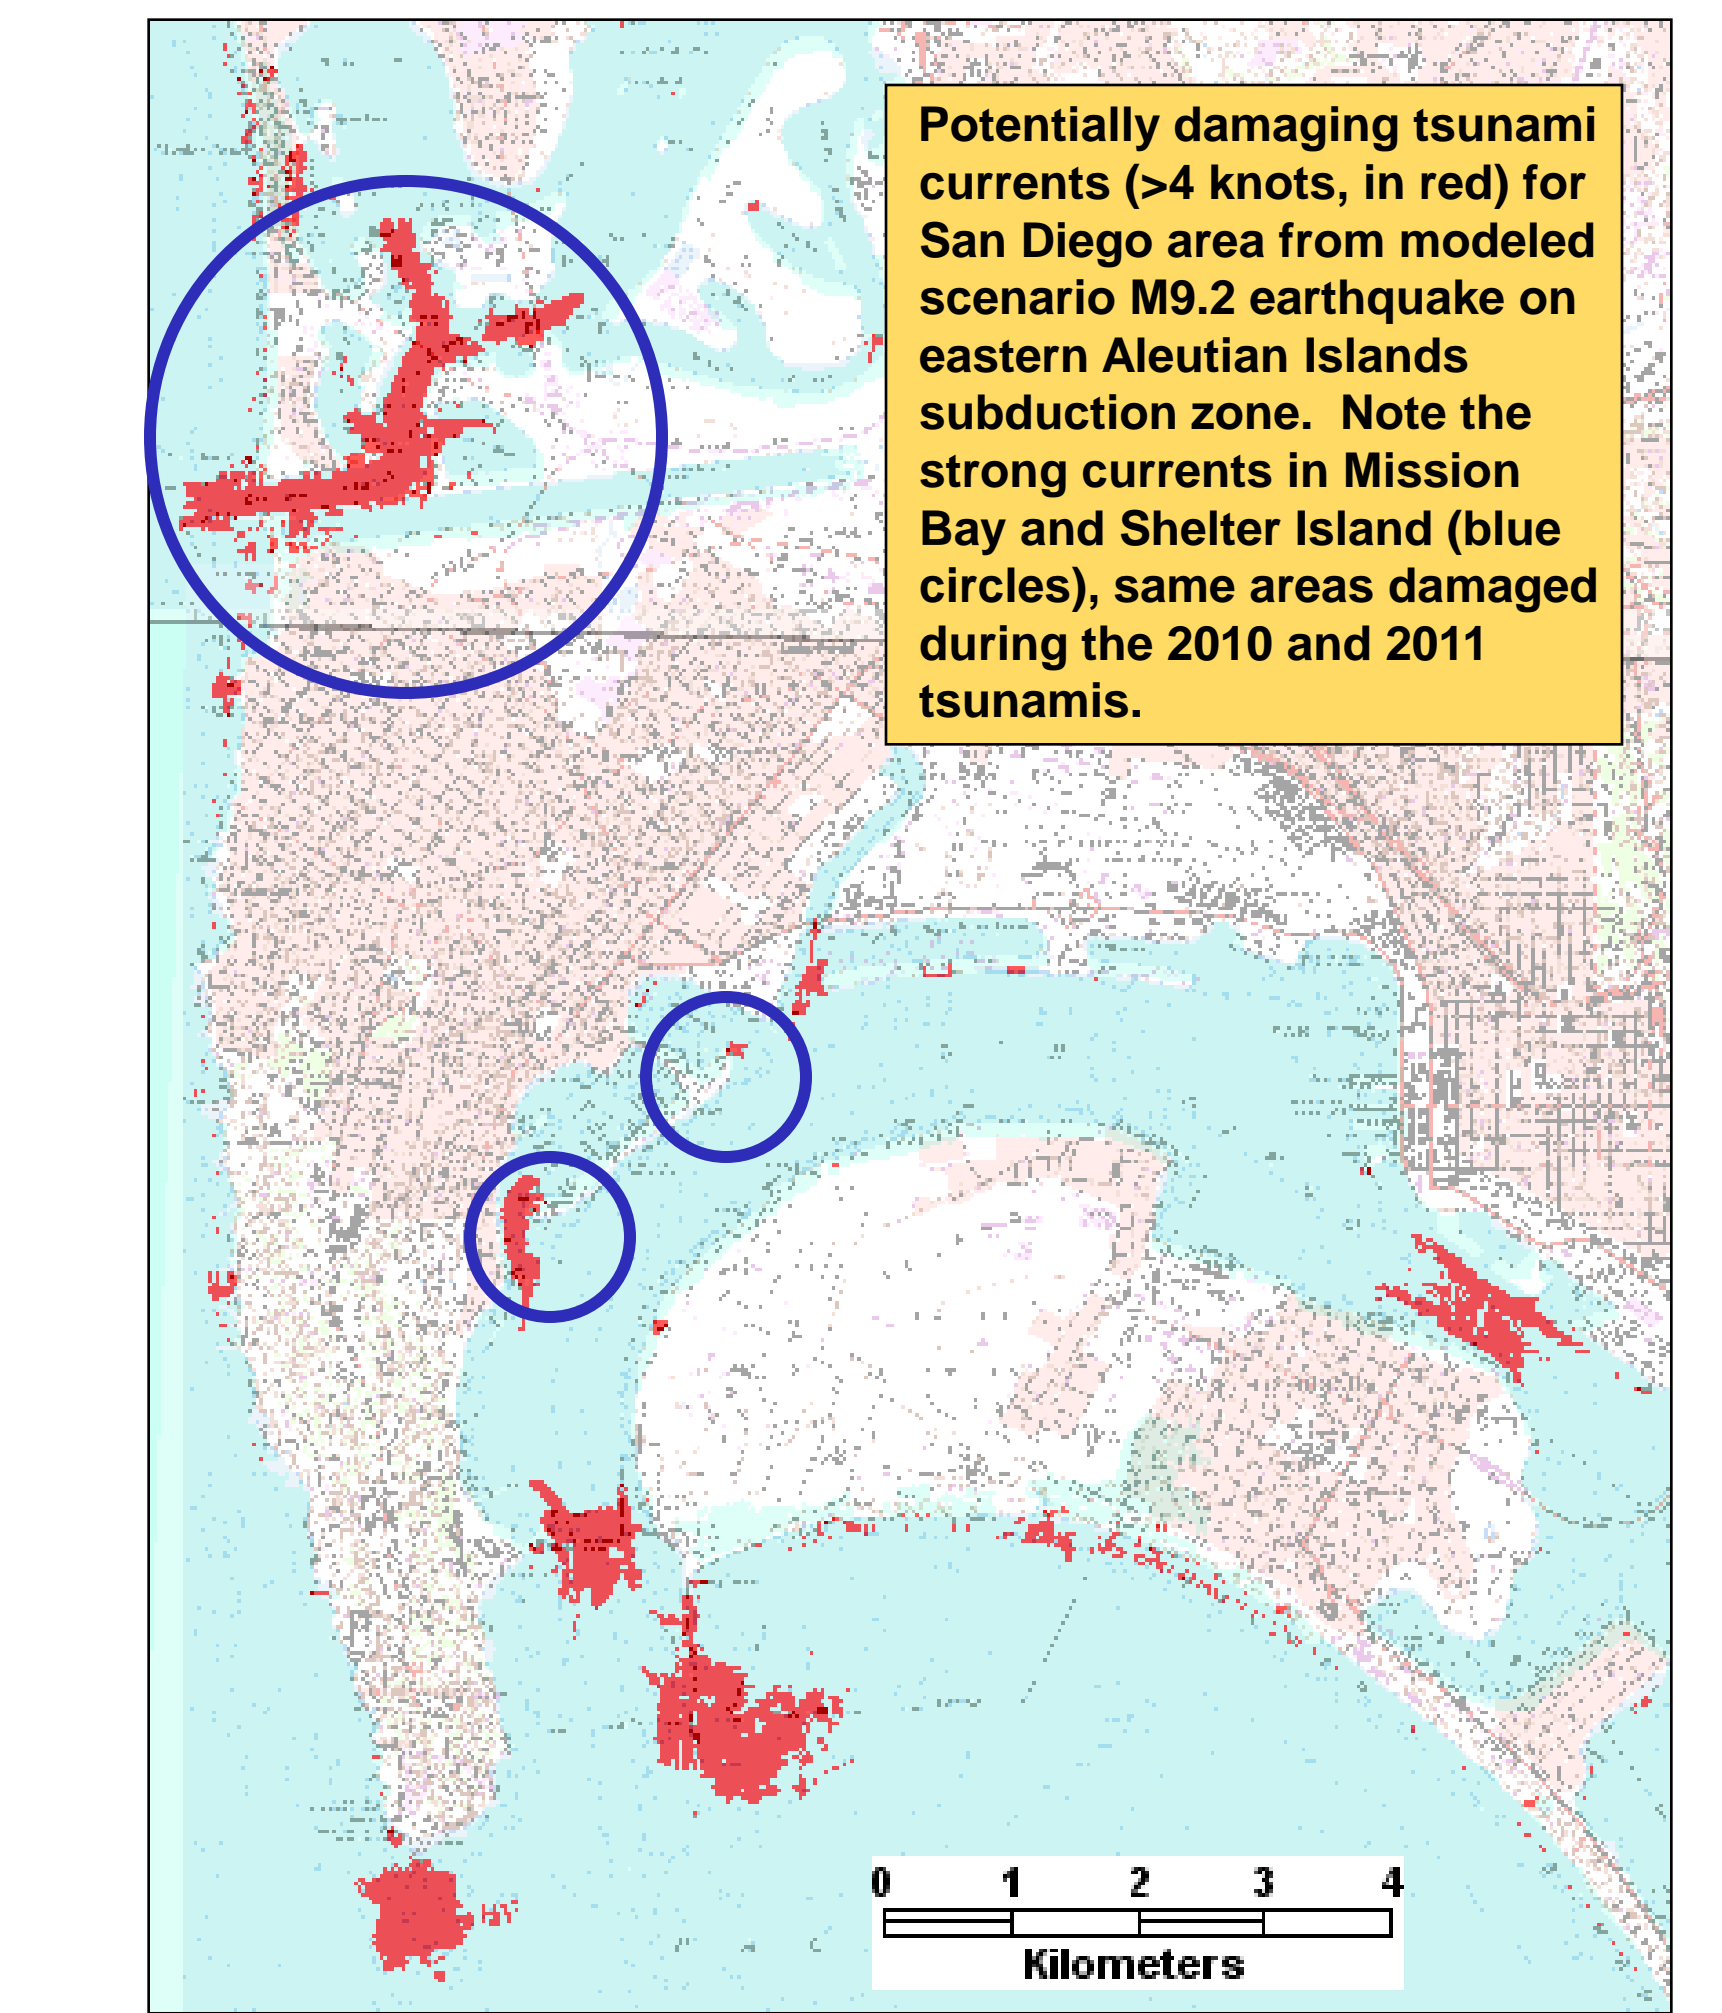 Potentially damaging tsunami
currents (>4 knots, in red) for
San Diego area from modeled
scenario M9.2 earthquake on
eastern Aleutian Islands
subduction zone.  Note the
strong currents in Mission
Bay and Shelter Island (blue
circles), same areas damaged
during the 2010 and 2011
tsunamis.
0 1 2 3 4
Kilometers